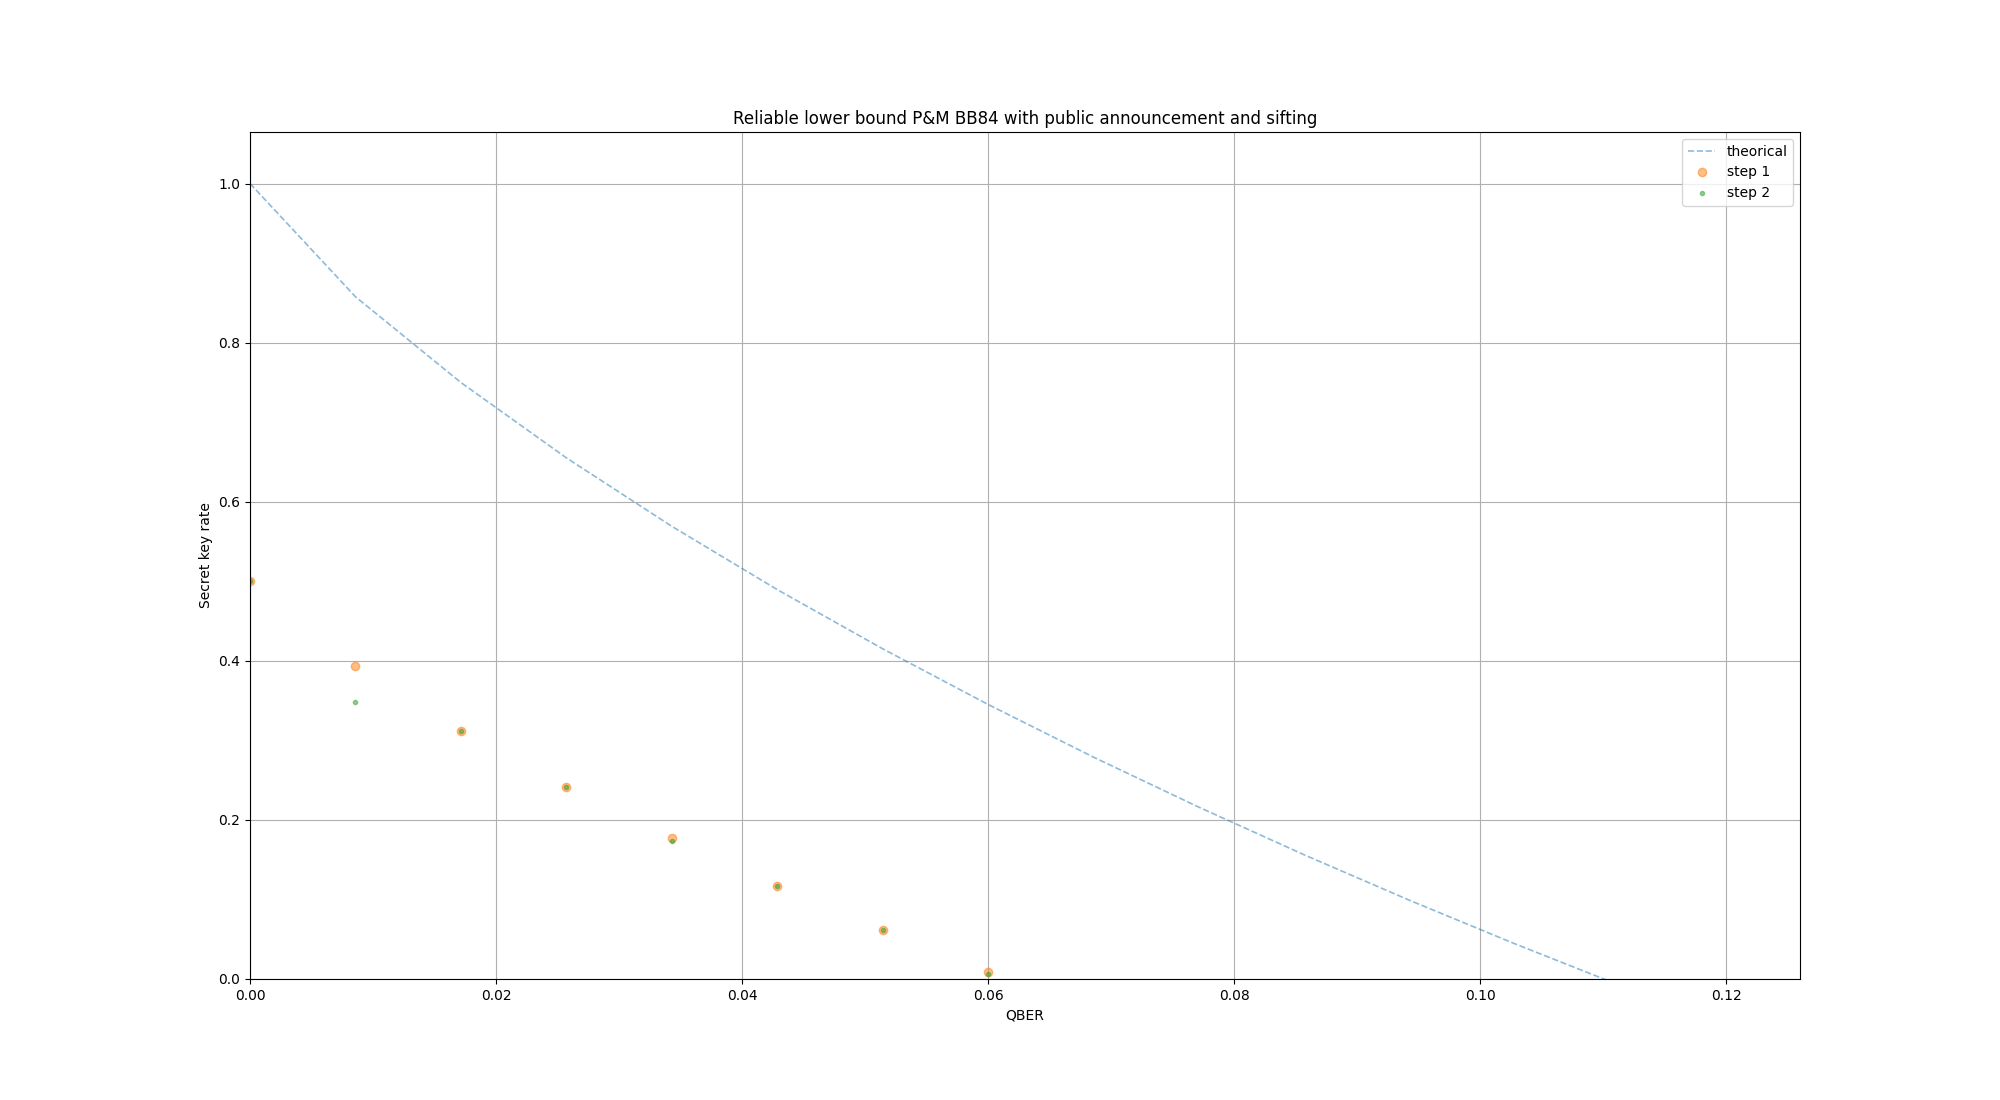 Reliable lower bound P&M BB84 with public announcement and sifting
theorical
step 1
step 2
1.0
0.8
0.6
0.4
0.2
0.0
Secret key rate
0.00 0.02 0.04 0.06 0.08 0.10 0.12
QBER